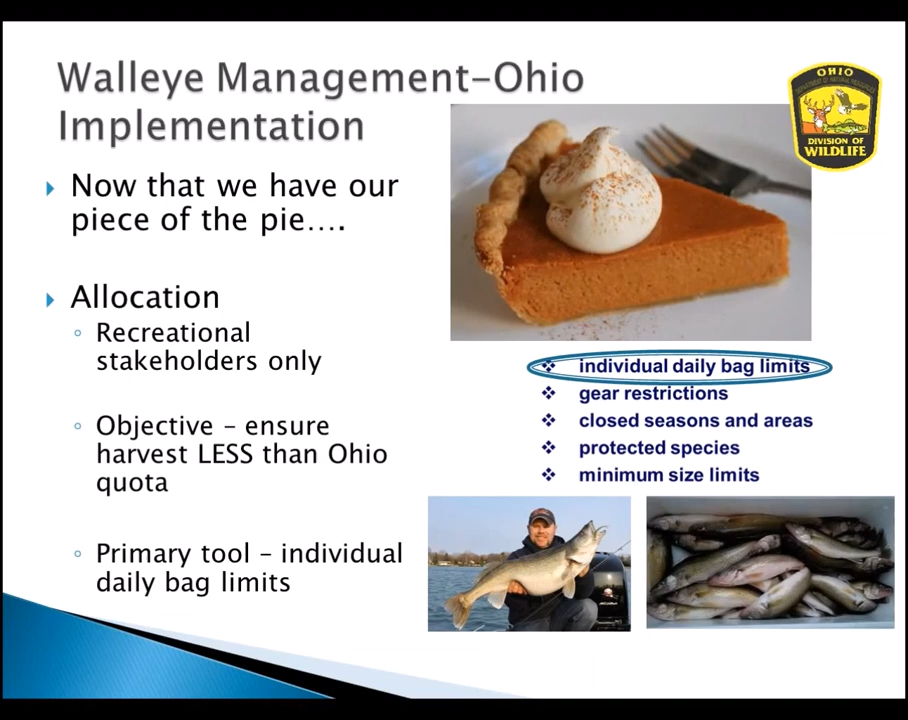 Walleye Management-Ohio
Implementation
Now that we have our
piece of the pie....
Allocation
Recreational
stakeholders only
Objective – ensure
harvest LESS than Ohio
quota
Primary tool – individual
daily bag limits
OHIO
DIVISION OF
WILDLIFE
individual daily bag limits
gear restrictions
closed seasons and areas
protected species
minimum size limits